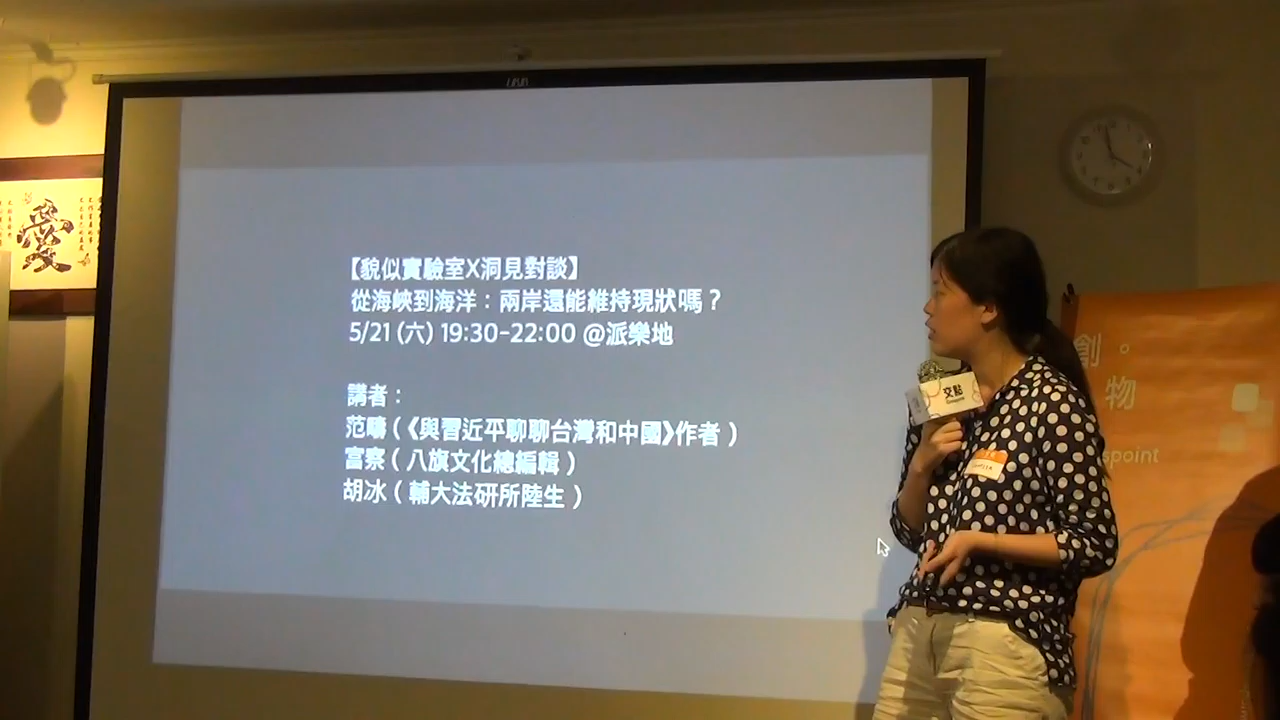 【貌似實驗室X洞見對談】
從海峽到海洋：兩岸還能維持現狀嗎？
5/21 (六) 19:30-22:00 @派樂地
講者：
范疇（《與習近平聊聊台灣和中國》作者）
富察（八旗文化總編輯）
胡冰（輔大法研所陸生）
愛
交點
創。
物
spoint